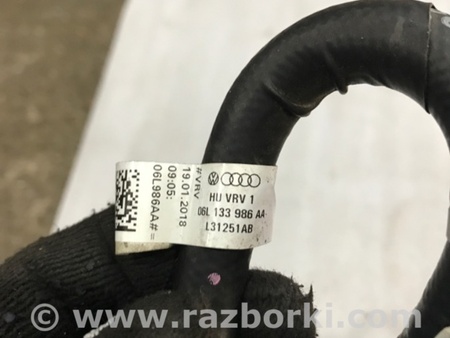 HU VRV 1
06L 133 986 AA
L31251AB
#VRV
19.01.2018
09:05:
06L986AA#=
www.razborki.com